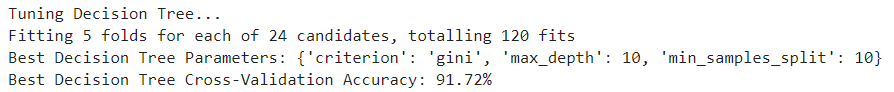 Tuning Decision Tree...
Fitting 5 folds for each of 24 candidates, totalling 120 fits
Best Decision Tree Parameters: {'criterion': 'gini', 'max_depth': 10, 'min_samples_split': 10}
Best Decision Tree Cross-Validation Accuracy: 91.72%